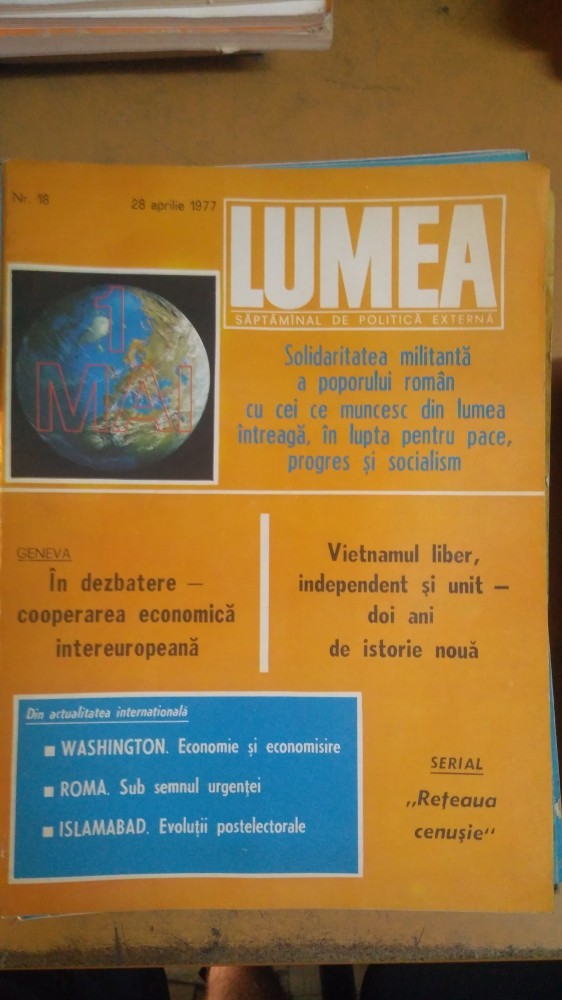 Nr. 18
28 aprilie 1977
LUMEA
SĂPTĂMÎNAL DE POLITICĂ EXTERNĂ
1
MAI
Solidaritatea militantă
a poporului român
cu cei ce muncesc din lumea
întreagă, în lupta pentru pace,
progres și socialism
GENEVA
În dezbatere —
cooperarea economică
intereuropeană
Vietnamul liber,
independent și unit —
doi ani
de istorie nouă
Din actualitatea internațională
■ WASHINGTON. Economie și economisire
■ ROMA. Sub semnul urgenței
■ ISLAMABAD. Evoluții postelectorale
SERIAL
„Rețeaua
cenușie“